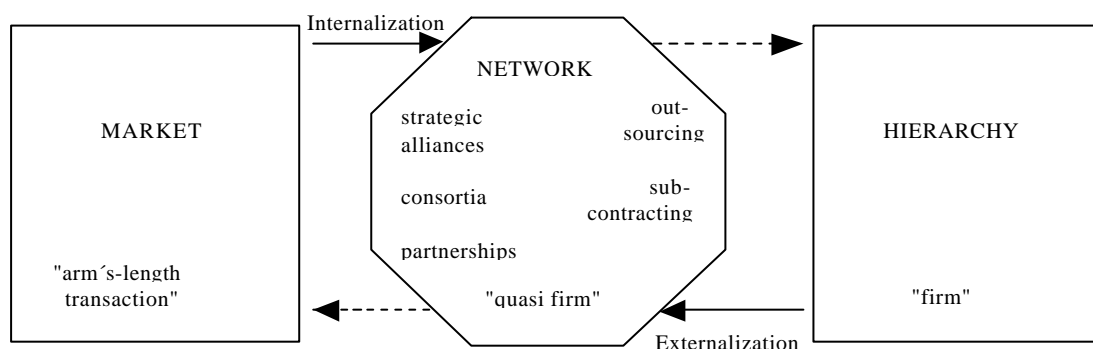 Internalization
NETWORK
MARKET
HIERARCHY
strategic
alliances
out-
sourcing
consortia
sub-
contracting
partnerships
"arm´s-length
transaction"
"quasi firm"
"firm"
Externalization